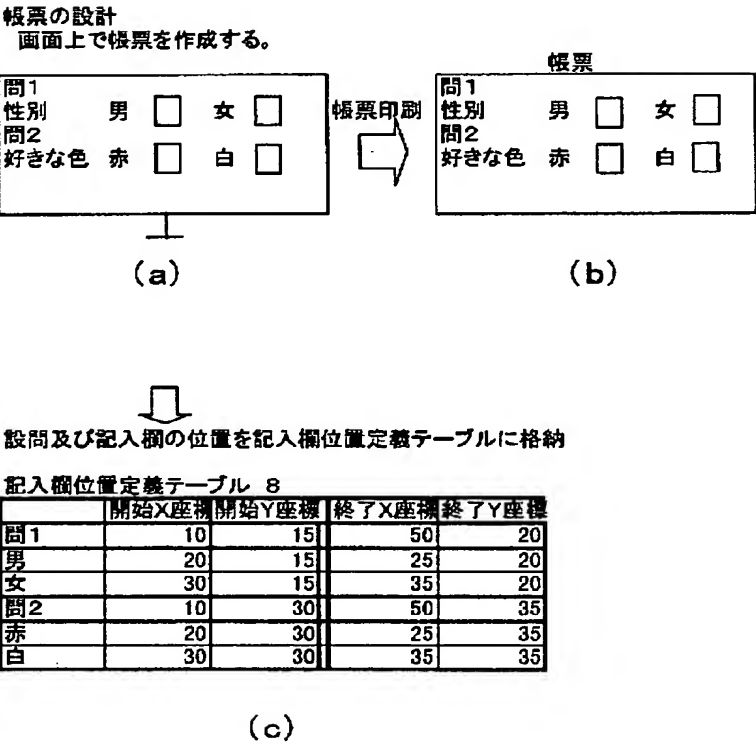 帳票の設計
画面上で帳票を作成する。
問1
性別 男 女
問2
好きな色 赤 白
帳票印刷
帳票
問1
性別 男 女
問2
好きな色 赤 白
(a)
(b)
設問及び記入欄の位置を記入欄位置定義テーブルに格納
記入欄位置定義テーブル 8
開始X座標 開始Y座標 終了X座標 終了Y座標
問1 10 15 50 20
男 20 15 25 20
女 30 15 35 20
問2 10 30 50 35
赤 20 30 25 35
白 30 30 35 35
(c)